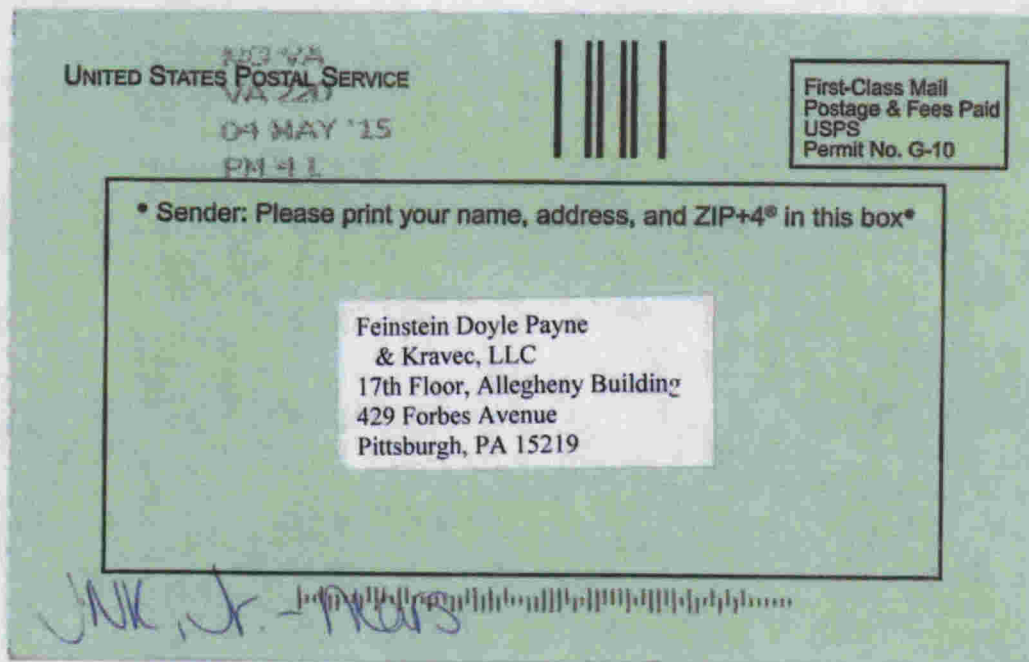 UNITED STATES POSTAL SERVICE
VA 220
04 MAY '15
PM 4 L
First-Class Mail
Postage & Fees Paid
USPS
Permit No. G-10
• Sender: Please print your name, address, and ZIP+4® in this box•
Feinstein Doyle Payne
& Kravec, LLC
17th Floor, Allegheny Building
429 Forbes Avenue
Pittsburgh, PA 15219
JNK, Jr. - Mars